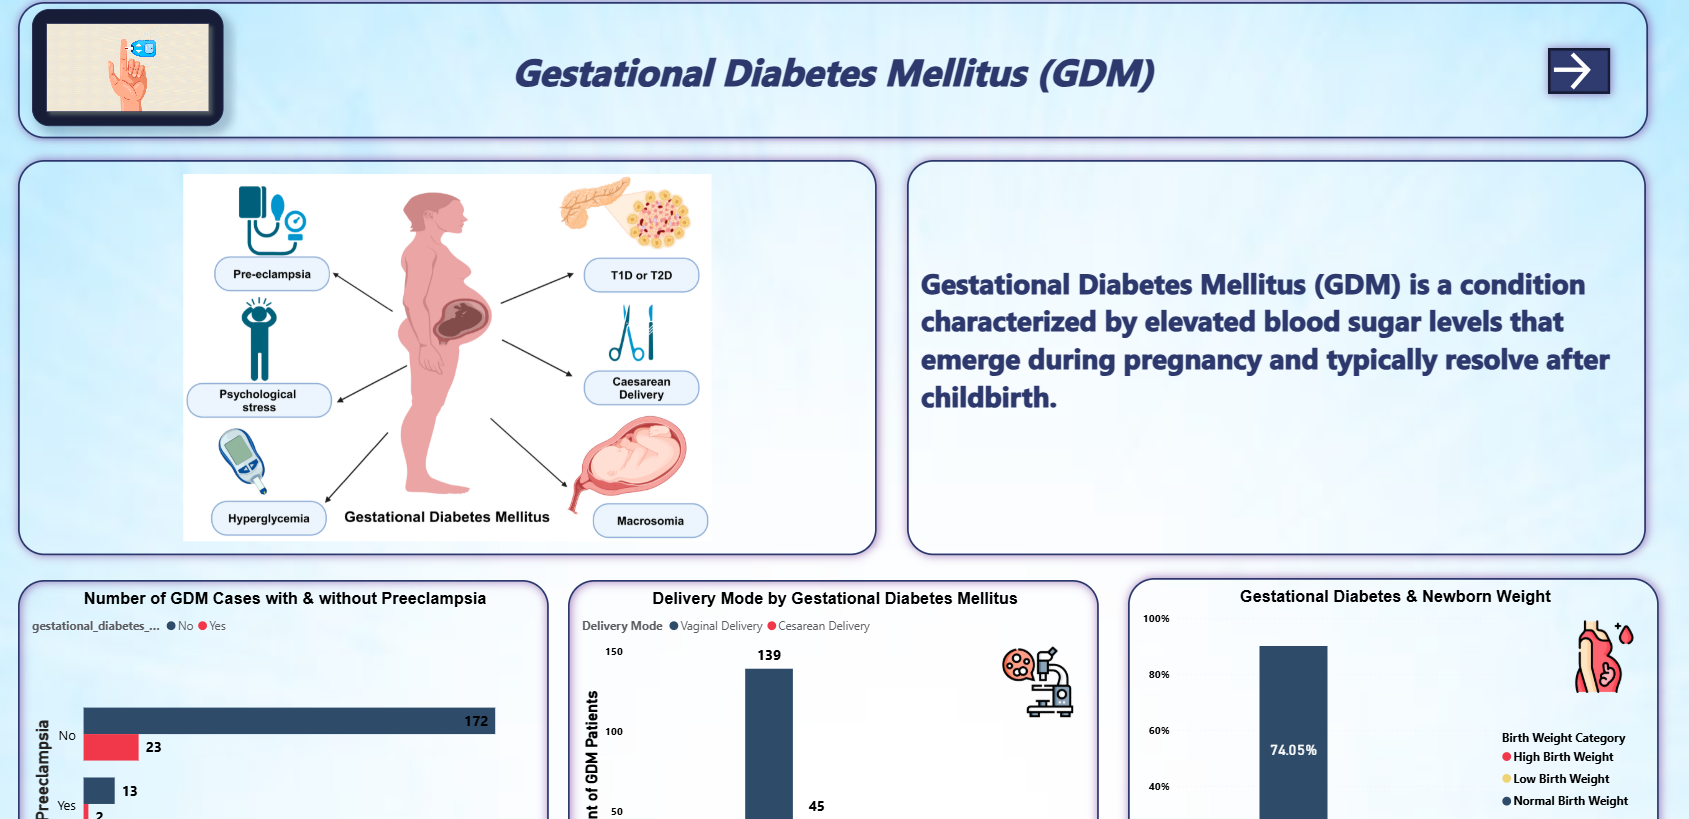 Gestational Diabetes Mellitus (GDM)
Pre-eclampsia
T1D or T2D
Psychological
stress
Caesarean
Delivery
Hyperglycemia
Gestational Diabetes Mellitus
Macrosomia
Gestational Diabetes Mellitus (GDM) is a condition
characterized by elevated blood sugar levels that
emerge during pregnancy and typically resolve after
childbirth.
Number of GDM Cases with & without Preeclampsia
gestational_diabetes_... No Yes
Preeclampsia
No
172
23
Yes
13
2
Delivery Mode by Gestational Diabetes Mellitus
Delivery Mode Vaginal Delivery Cesarean Delivery
nt of GDM Patients
150
100
50
139
45
Gestational Diabetes & Newborn Weight
100%
80%
60%
40%
74.05%
Birth Weight Category
High Birth Weight
Low Birth Weight
Normal Birth Weight